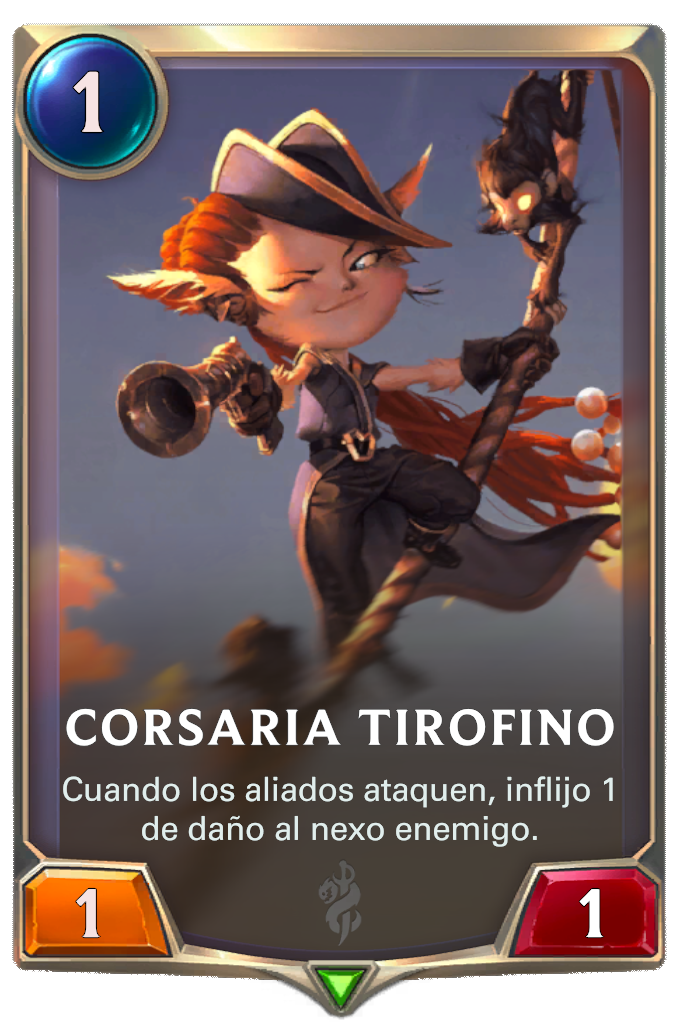 1
CORSARIA TIROFINO
Cuando los aliados ataquen, inflijo 1
de daño al nexo enemigo.
1
1